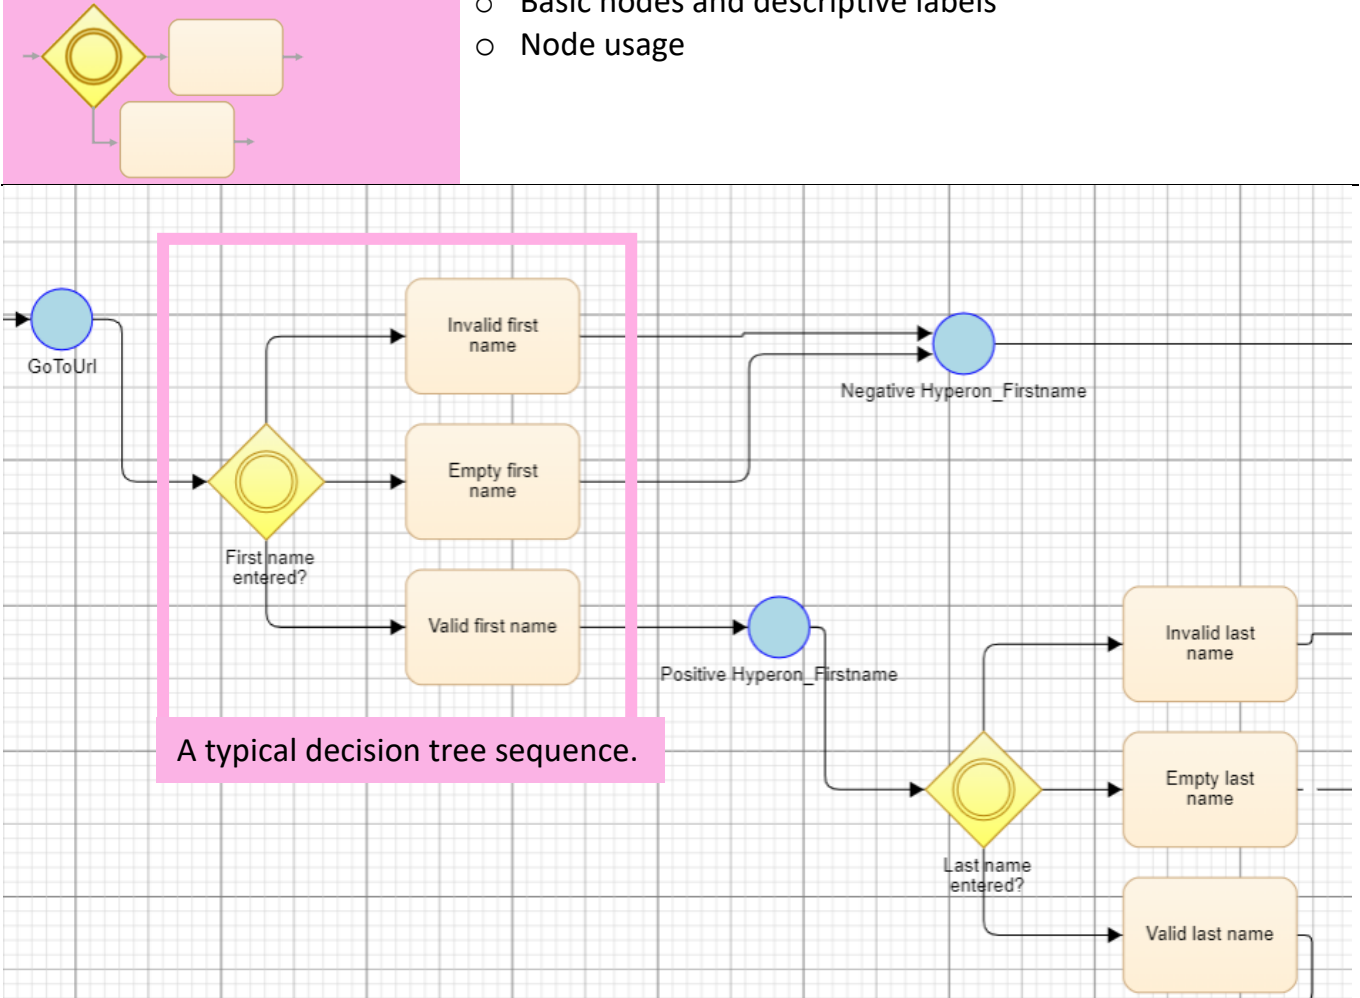 o Basic nodes and descriptive labels
o Node usage
GoToUrl
Invalid first
name
Negative Hyperon_Firstname
Empty first
name
First name
entered?
Valid first name
Positive Hyperon_Firstname
Invalid last
name
A typical decision tree sequence.
Empty last
name
Last name
entered?
Valid last name